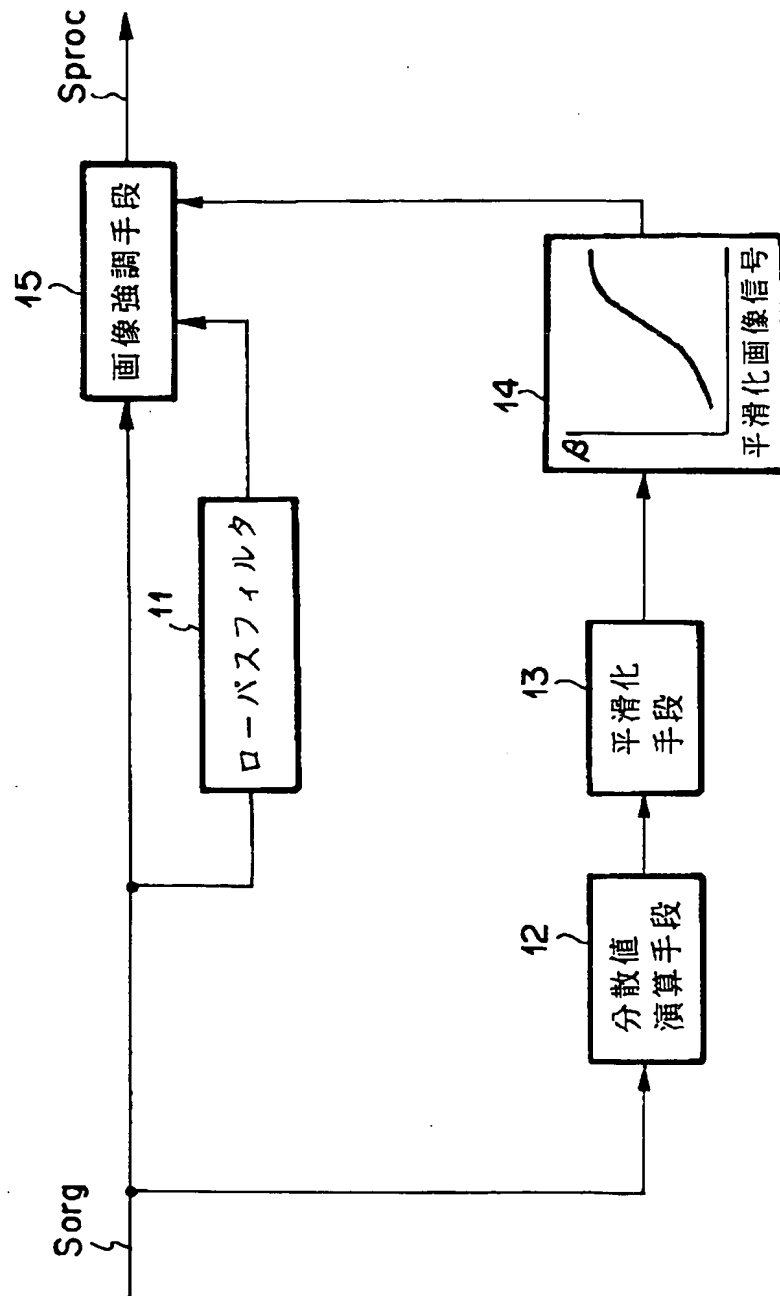 Sorg
Sproc
15
画像強調手段
11
ローパスフィルタ
12
分散値
演算手段
13
平滑化
手段
14
β
平滑化画像信号